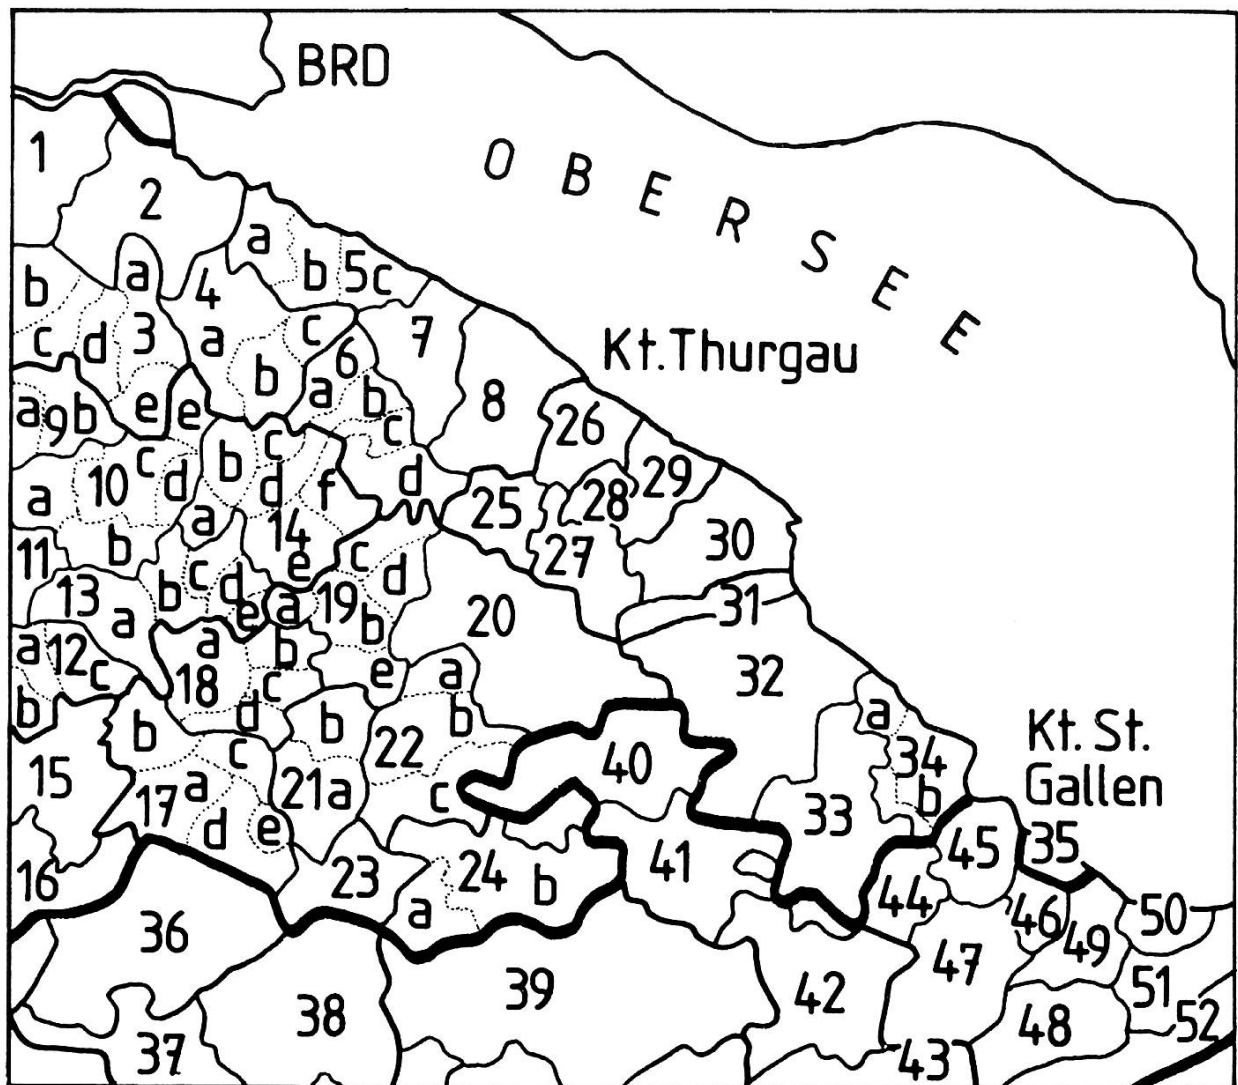 BRD
1
OBERSEE
2
a
b
a
4
b
5c
c
d
3
a
c
7
Kt.Thurgau
6
b
a
b
8
26
a
9
b
e
e
c
c
b
c
d
29
a
10
d
d
f
25
28
a
14
30
11
b
27
c
e
c
d
13
b
d
31
a
e
a
19
20
b
a
12
c
a
b
e
a
32
18
c
b
d
b
b
a
Kt. St.
Gallen
b
c
22
40
34
15
17
a
21a
c
b
33
d
e
45
35
16
23
24
b
41
a
44
46
50
36
49
47
39
42
51
38
48
52
37
43